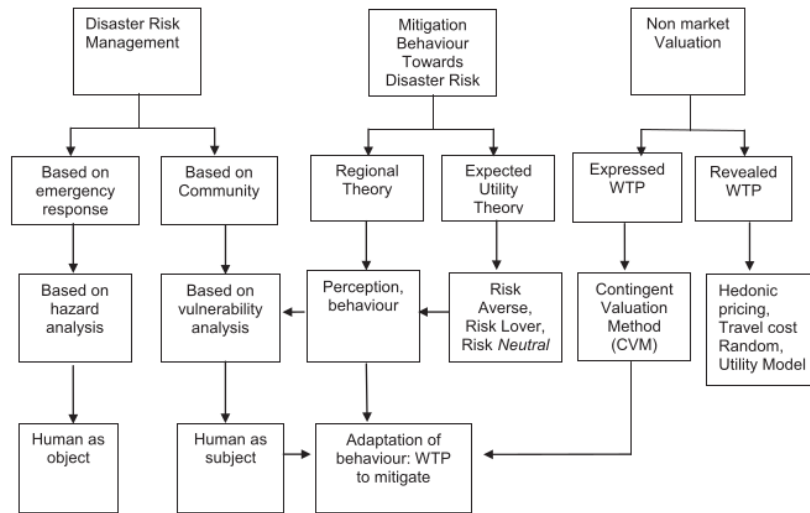 Disaster Risk
Management
Mitigation
Behaviour
Towards
Disaster Risk
Non market
Valuation
Based on
emergency
response
Based on
Community
Regional
Theory
Expected
Utility
Theory
Expressed
WTP
Revealed
WTP
Based on
hazard
analysis
Based on
vulnerability
analysis
Perception,
behaviour
Risk
Averse,
Risk Lover,
Risk Neutral
Contingent
Valuation
Method
(CVM)
Hedonic
pricing,
Travel cost
Random,
Utility Model
Human as
object
Human as
subject
Adaptation of
behaviour: WTP
to mitigate